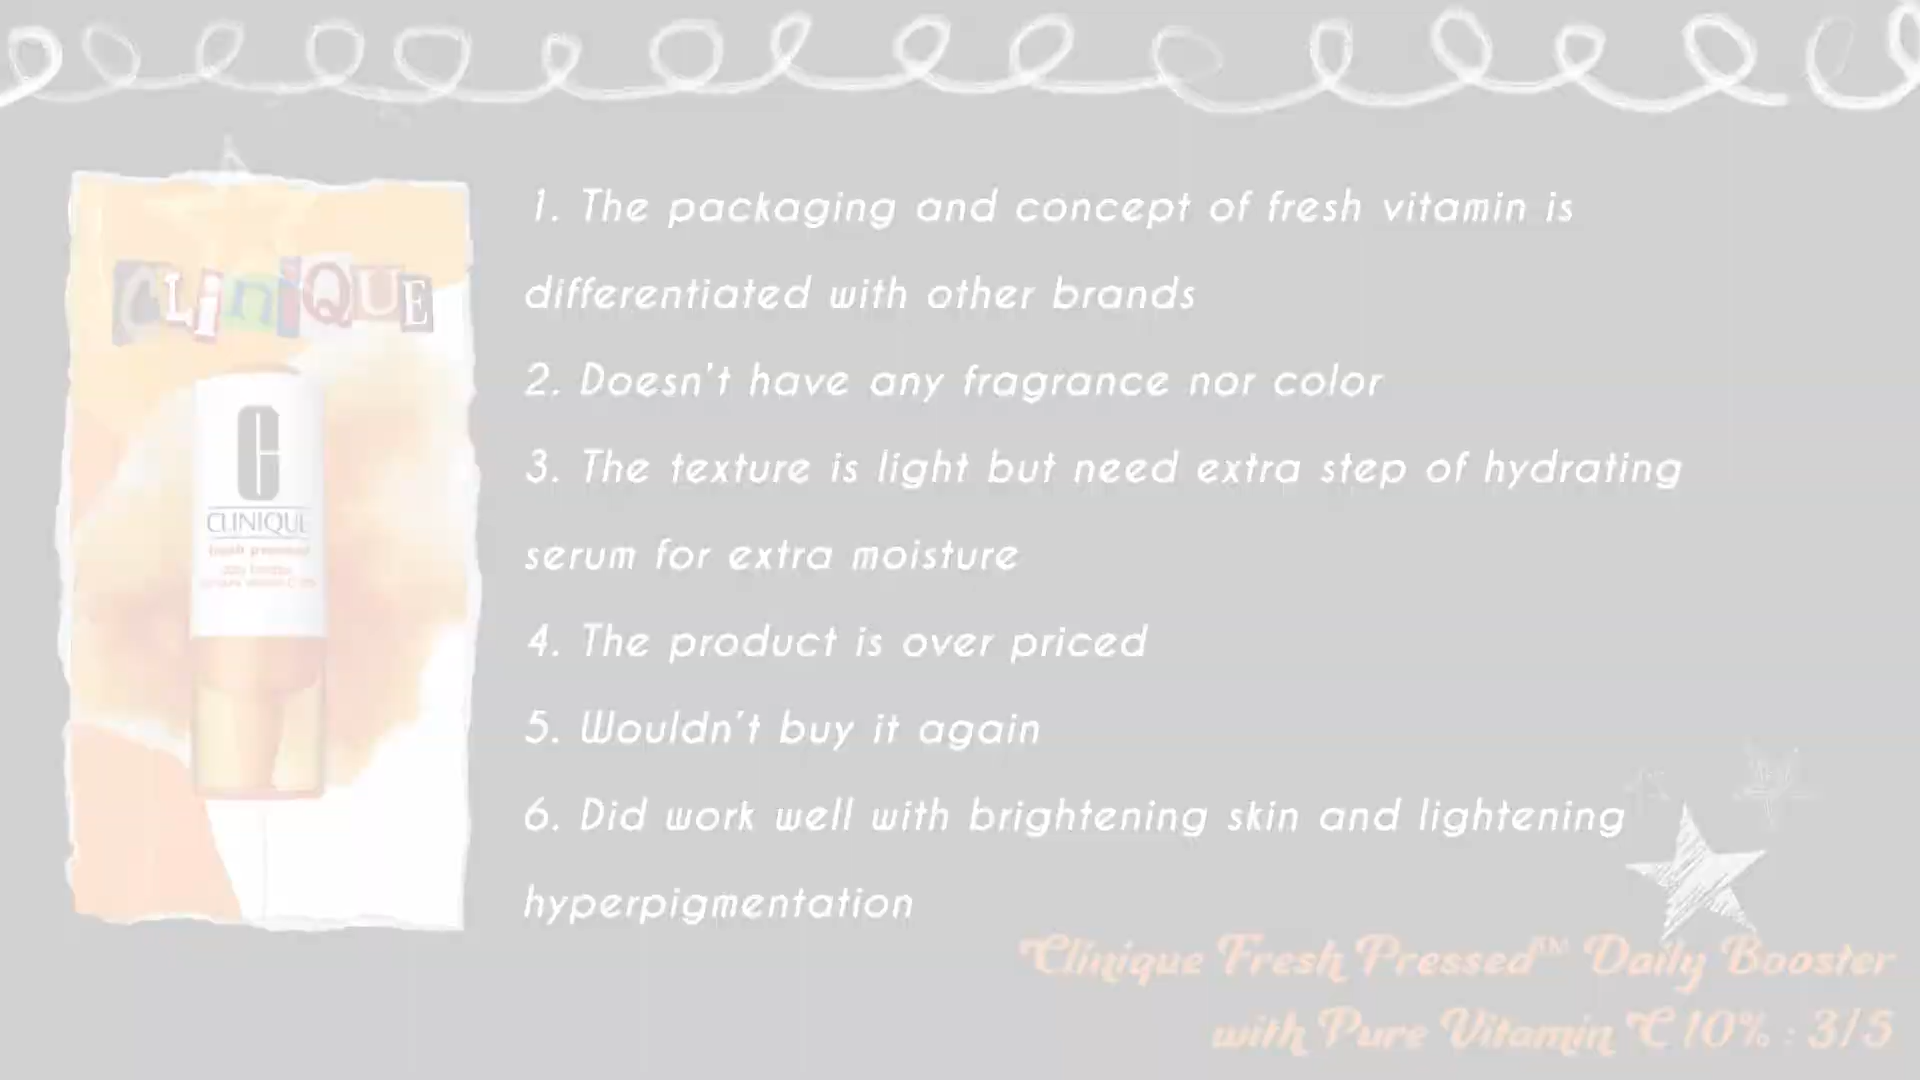 CLiniQUE
C
CLINIQUE
fresh pressed
1. The packaging and concept of fresh vitamin is
differentiated with other brands
2. Doesn't have any fragrance nor color
3. The texture is light but need extra step of hydrating
serum for extra moisture
4. The product is over priced
5. Wouldn't buy it again
6. Did work well with brightening skin and lightening
hyperpigmentation
Clinique Fresh Pressed™ Daily Booster
with Pure Vitamin C 10% : 3/5